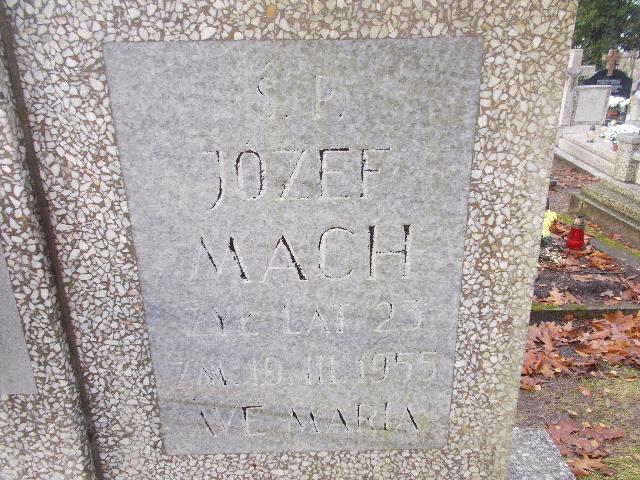 Ś. P.
JÓZEF
MACH
ŻYŁ LAT 23
ZM. 19.III.1955
AVE MARIA